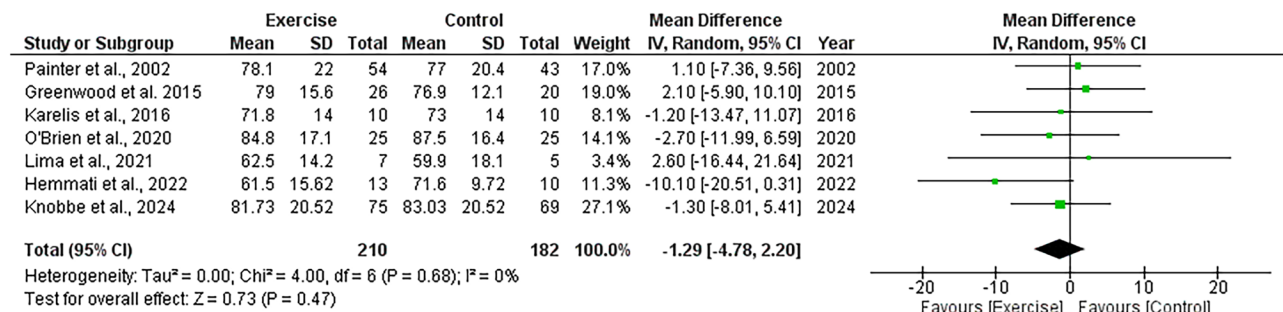 Exercise Control Mean Difference Mean Difference
Study or Subgroup Mean SD Total Mean SD Total Weight IV, Random, 95% CI Year IV, Random, 95% CI
Painter et al., 2002 78.1 22 54 77 20.4 43 17.0% 1.10 [-7.36, 9.56] 2002
Greenwood et al. 2015 79 15.6 26 76.9 12.1 20 19.0% 2.10 [-5.90, 10.10] 2015
Karelis et al. 2016 71.8 14 10 73 14 10 8.1% -1.20 [-13.47, 11.07] 2016
O'Brien et al., 2020 84.8 17.1 25 87.5 16.4 25 14.1% -2.70 [-11.99, 6.59] 2020
Lima et al., 2021 62.5 14.2 7 59.9 18.1 5 3.4% 2.60 [-16.44, 21.64] 2021
Hemmati et al., 2022 61.5 15.62 13 71.6 9.72 10 11.3% -10.10 [-20.51, 0.31] 2022
Knobbe et al., 2024 81.73 20.52 75 83.03 20.52 69 27.1% -1.30 [-8.01, 5.41] 2024
Total (95% CI) 210 182 100.0% -1.29 [-4.78, 2.20]
Heterogeneity: Tau² = 0.00; Chi² = 4.00, df = 6 (P = 0.68); I² = 0%
Test for overall effect: Z = 0.73 (P = 0.47)
-20 -10 0 10 20
Favours [Exercise] Favours [Control]